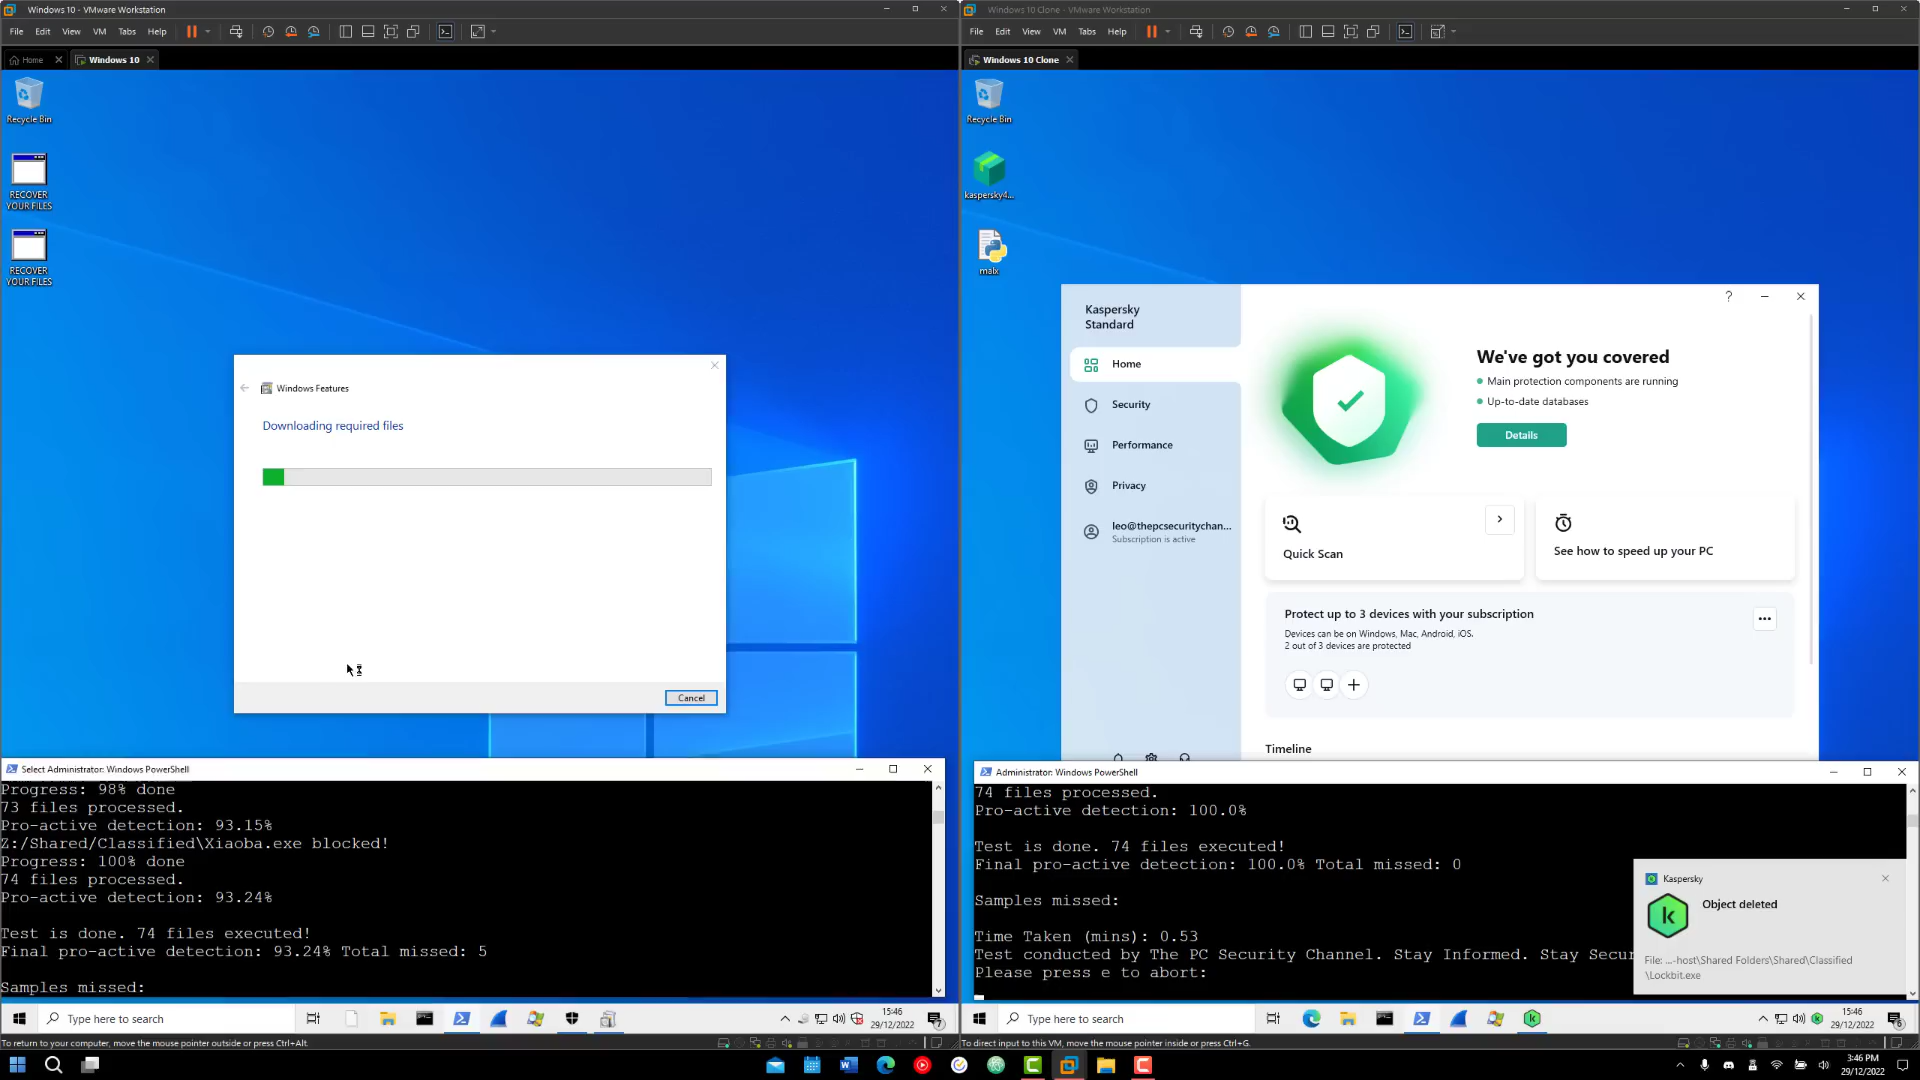 Windows 10 - VMware Workstation
File Edit View VM Tabs Help
Home
Windows 10
Recycle Bin
RECOVER
YOUR FILES
RECOVER
YOUR FILES
Windows Features
Downloading required files
Cancel
Select Administrator: Windows PowerShell
Progress: 98% done
73 files processed.
Pro-active detection: 93.15%
Z:/Shared/Classified\Xiaoba.exe blocked!
Progress: 100% done
74 files processed.
Pro-active detection: 93.24%
Test is done. 74 files executed!
Final pro-active detection: 93.24% Total missed: 5
Samples missed:
Type here to search
15:46
29/12/2022
7
To return to your computer, move the mouse pointer outside or press Ctrl+Alt.
Windows 10 Clone - VMware Workstation
File Edit View VM Tabs Help
Windows 10 Clone
Recycle Bin
kaspersky4...
malx
Kaspersky
Standard
Home
Security
Performance
Privacy
leo@thepcsecuritychan...
Subscription is active
?
We've got you covered
Main protection components are running
Up-to-date databases
Details
Quick Scan
See how to speed up your PC
Protect up to 3 devices with your subscription
Devices can be on Windows, Mac, Android, iOS.
2 out of 3 devices are protected
Timeline
Administrator: Windows PowerShell
74 files processed.
Pro-active detection: 100.0%
Test is done. 74 files executed!
Final pro-active detection: 100.0% Total missed: 0
Samples missed:
Time Taken (mins): 0.53
Test conducted by The PC Security Channel. Stay Informed. Stay Secur
Please press e to abort:
Kaspersky
Object deleted
File: ...-host\Shared Folders\Shared\Classified
\Lockbit.exe
Type here to search
15:46
29/12/2022
6
To direct input to this VM, move the mouse pointer inside or press Ctrl+G.
3:46 PM
29/12/2022